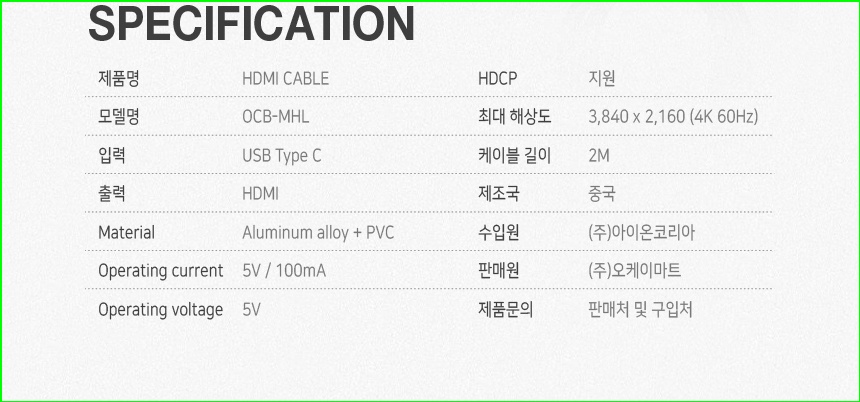 SPECIFICATION
제품명 HDMI CABLE HDCP 지원
모델명 OCB-MHL 최대 해상도 3,840 x 2,160 (4K 60Hz)
입력 USB Type C 케이블 길이 2M
출력 HDMI 제조국 중국
Material Aluminum alloy + PVC 수입원 (주)아이온코리아
Operating current 5V / 100mA 판매원 (주)오케이마트
Operating voltage 5V 제품문의 판매처 및 구입처